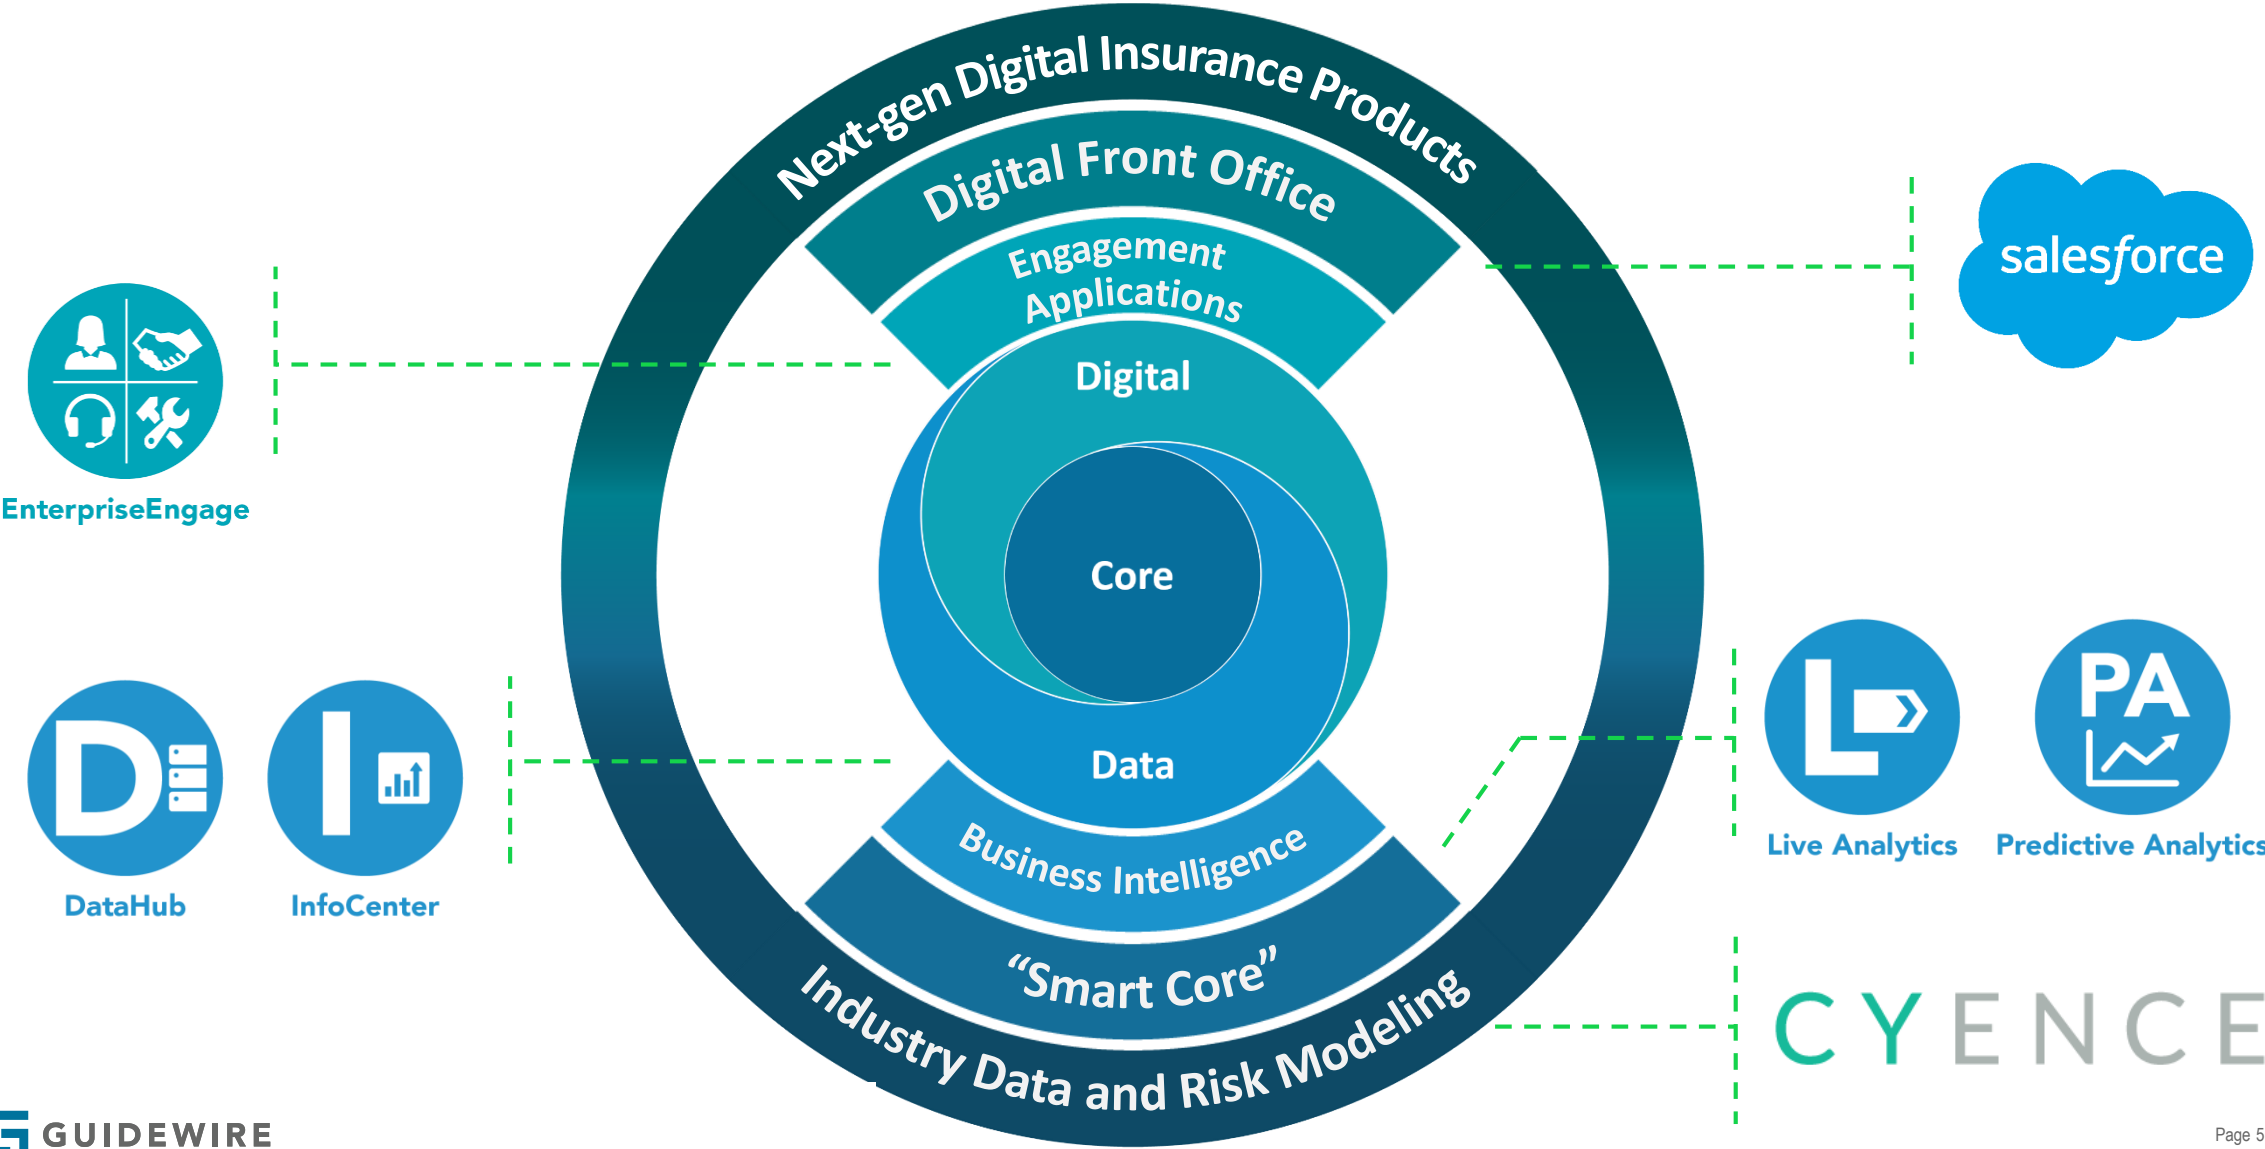 Next-gen Digital Insurance Products
Digital Front Office
Engagement
Applications
Digital
Core
Data
Business Intelligence
“Smart Core”
Industry Data and Risk Modeling
EnterpriseEngage
salesforce
D
DataHub
I
InfoCenter
L
Live Analytics
PA
Predictive Analytics
CYENCE
GUIDEWIRE
Page 5